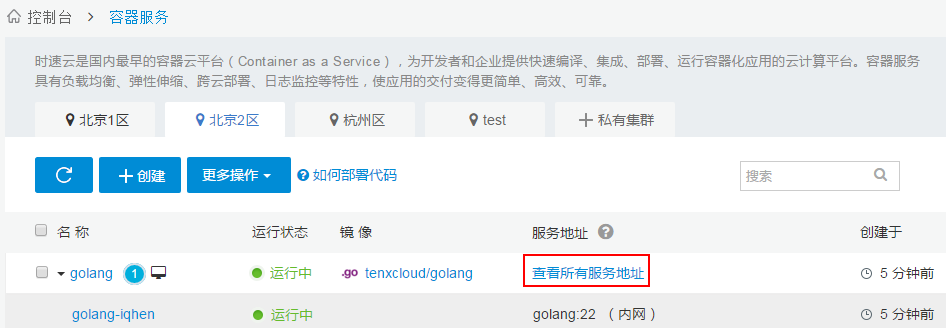 控制台 > 容器服务
时速云是国内最早的容器云平台（Container as a Service），为开发者和企业提供快速编译、集成、部署、运行容器化应用的云计算平台。容器服务
具有负载均衡、弹性伸缩、跨云部署、日志监控等特性，使应用的交付变得更简单、高效、可靠。
北京1区 北京2区 杭州区 test 私有集群
创建 更多操作 如何部署代码 搜索
名 称 运行状态 镜 像 服务地址 创建于
golang 1 运行中 .go tenxcloud/golang 查看所有服务地址 5 分钟前
golang-iqhen 运行中 golang:22 （内网） 5 分钟前